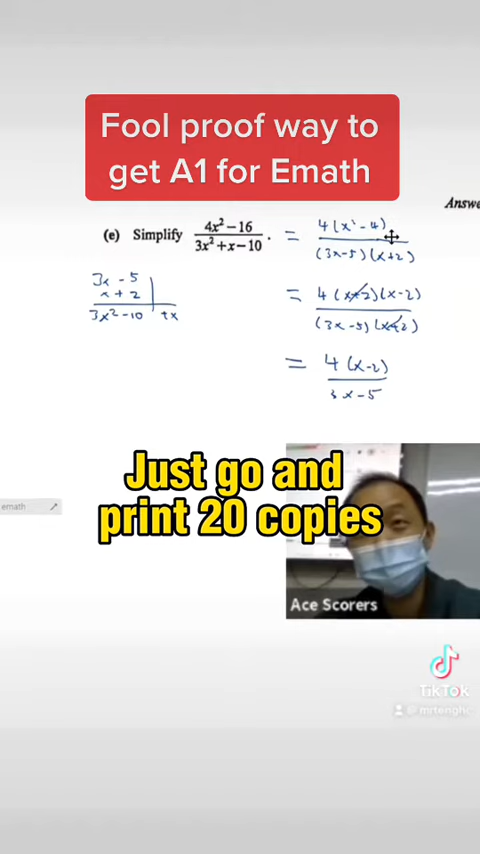 Fool proof way to
get A1 for Emath
Answe
(e) Simplify 4x²−16 / 3x²+x−10 . = 4(x²-4) / (3x-5)(x+2)
3x -5
x +2
3x²-10 | +x
= 4(x+2)(x-2) / (3x-5)(x+2)
= 4(x-2) / 3x-5
Just go and
print 20 copies
emath
Ace Scorers
TikTok